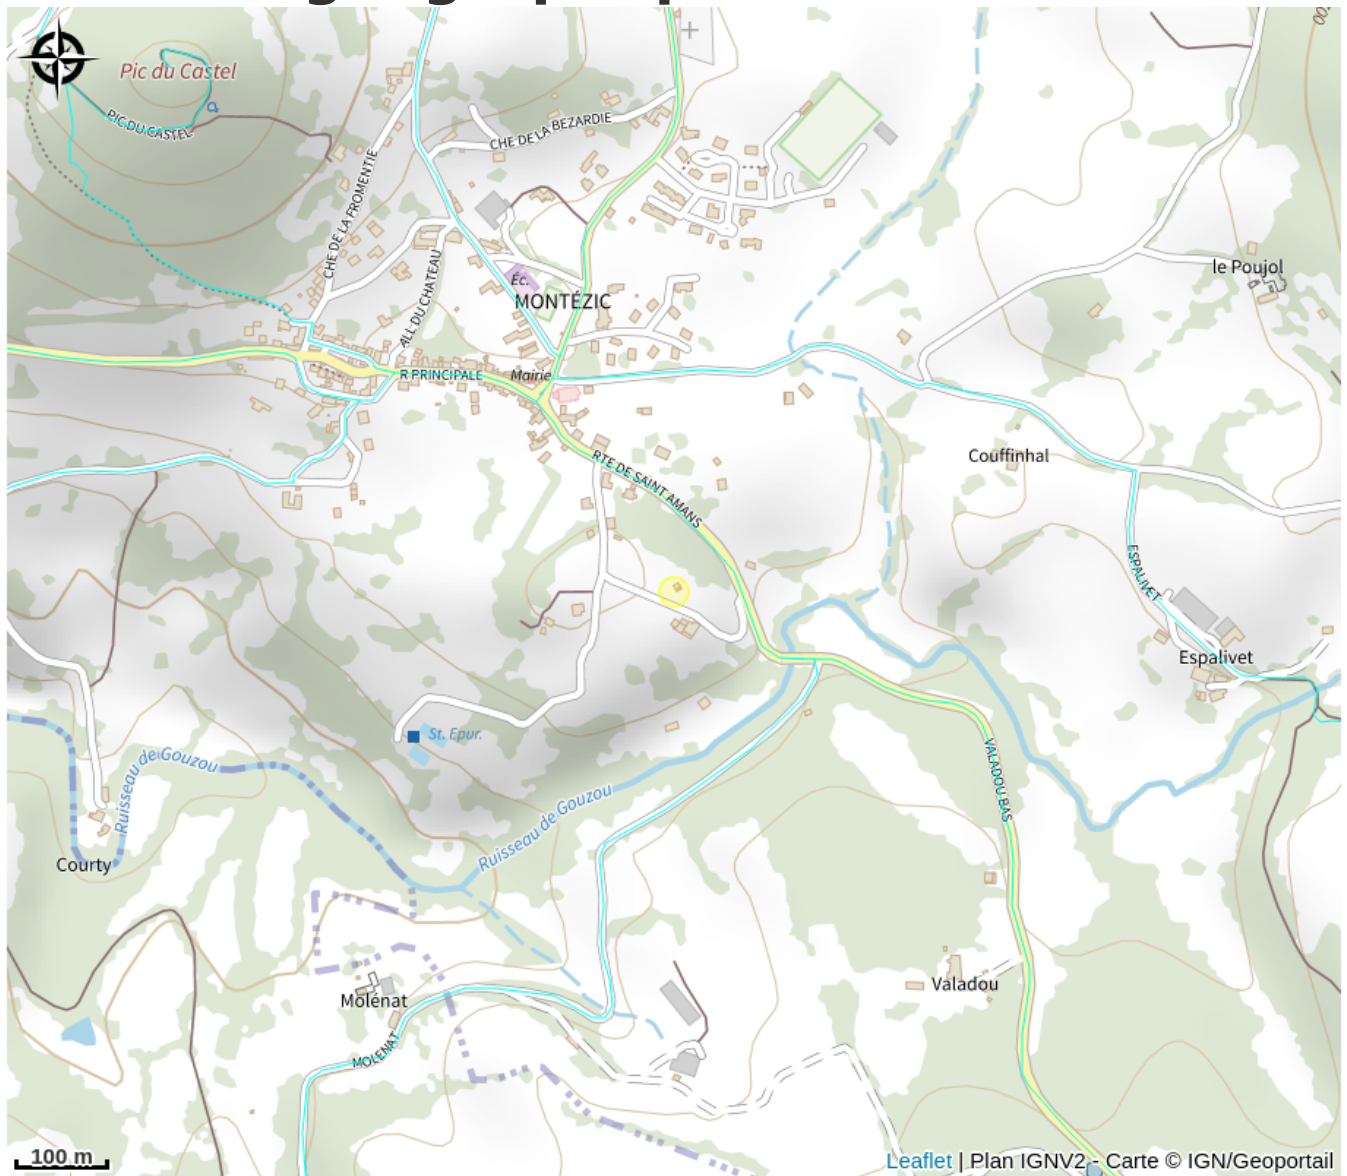 Pic du Castel
PIC DU CASTEL
CHE DE LA BEZARDIE
CHE DE LA FROMENTIE
ALL DU CHATEAU
le Poujol
ÉC.
MONTÉZIC
R PRINCIPALE
Mairie
Couffinhal
RTE DE SAINT AMANS
ESPALIVET
Espalivet
St. Epur.
Ruisseau de Gouzou
VALADOU BAS
Ruisseau de Gouzou
Courty
Valadou
Molénat
MOLENAT
100 m
Leaflet | Plan IGNV2 - Carte © IGN/Geoportail